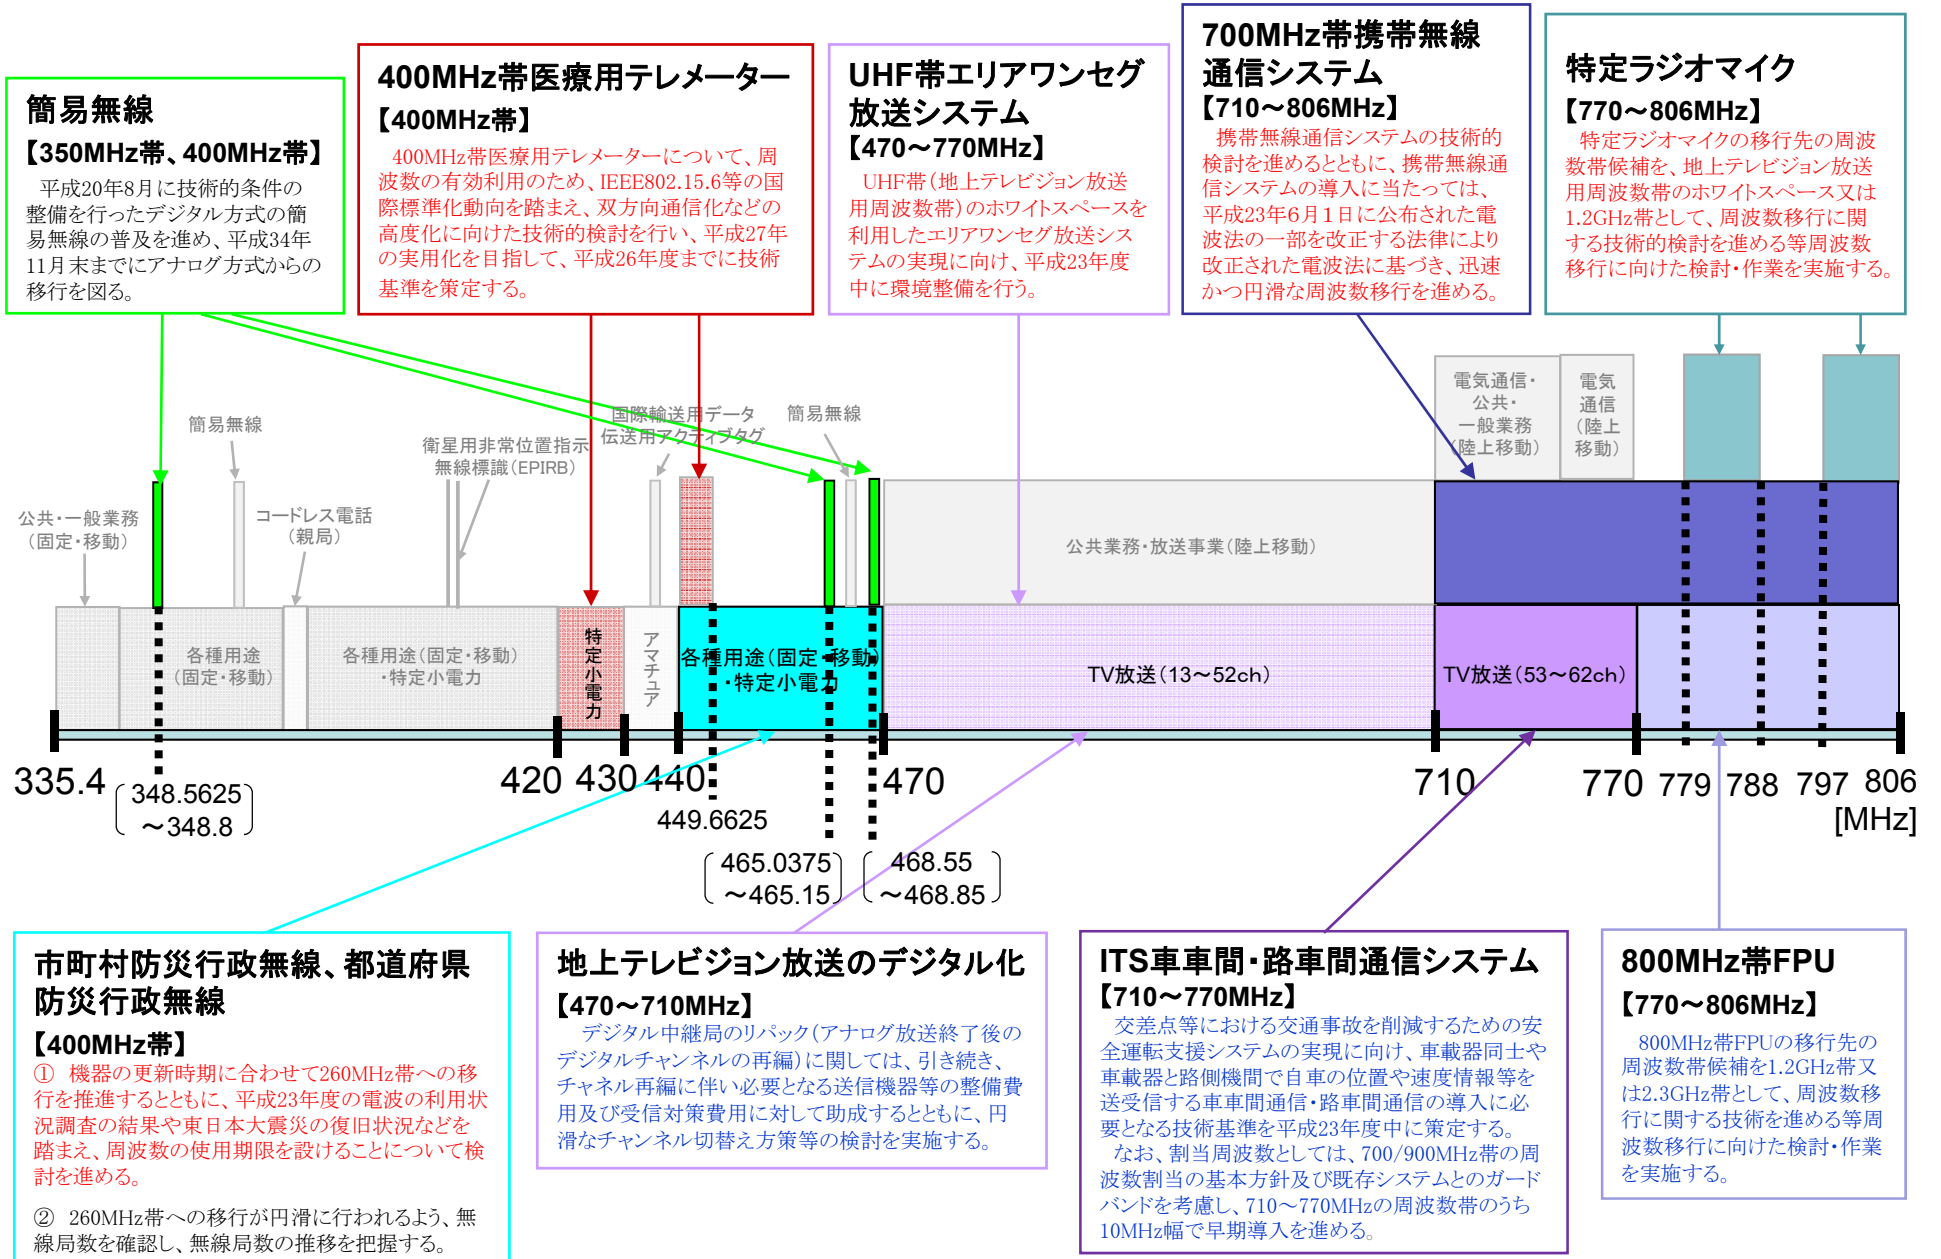 簡易無線
【350MHz帯、400MHz帯】
平成20年8月に技術的条件の
整備を行ったデジタル方式の簡
易無線の普及を進め、平成34年
11月末までにアナログ方式からの
移行を図る。
400MHz帯医療用テレメーター
【400MHz帯】
400MHz帯医療用テレメーターについて、周
波数の有効利用のため、IEEE802.15.6等の国
際標準化動向を踏まえ、双方向通信化などの
高度化に向けた技術的検討を行い、平成27年
の実用化を目指して、平成26年度までに技術
基準を策定する。
UHF帯エリアワンセグ
放送システム
【470～770MHz】
UHF帯（地上テレビジョン放送
用周波数帯）のホワイトスペースを
利用したエリアワンセグ放送シス
テムの実現に向け、平成23年度
中に環境整備を行う。
700MHz帯携帯無線
通信システム
【710～806MHz】
携帯無線通信システムの技術的
検討を進めるとともに、携帯無線通
信システムの導入に当たっては、
平成23年6月1日に公布された電
波法の一部を改正する法律により
改正された電波法に基づき、迅速
かつ円滑な周波数移行を進める。
特定ラジオマイク
【770～806MHz】
特定ラジオマイクの移行先の周波
数帯候補を、地上テレビジョン放送
用周波数帯のホワイトスペース又は
1.2GHz帯として、周波数移行に関
する技術的検討を進める等周波数
移行に向けた検討・作業を実施する。
公共・一般業務
（固定・移動）
簡易無線
コードレス電話
（親局）
衛星用非常位置指示
無線標識（EPIRB）
国際輸送用データ
伝送用アクティブタグ
簡易無線
電気通信・
公共・
一般業務
（陸上移動）
電気
通信
（陸上
移動）
公共業務・放送事業（陸上移動）
各種用途
（固定・移動）
各種用途（固定・移動）
・特定小電力
特定小電力
アマチュア
各種用途（固定・移動）
・特定小電力
TV放送（13～52ch）
TV放送（53～62ch）
335.4
348.5625
～348.8
420
430
440
449.6625
465.0375
～465.15
468.55
～468.85
470
710
770
779
788
797
806
[MHz]
市町村防災行政無線、都道府県
防災行政無線
【400MHz帯】
① 機器の更新時期に合わせて260MHz帯への移
行を推進するとともに、平成23年度の電波の利用状
況調査の結果や東日本大震災の復旧状況などを
踏まえ、周波数の使用期限を設けることについて検
討を進める。
② 260MHz帯への移行が円滑に行われるよう、無
線局数を確認し、無線局数の推移を把握する。
地上テレビジョン放送のデジタル化
【470～710MHz】
デジタル中継局のリパック（アナログ放送終了後の
デジタルチャンネルの再編）に関しては、引き続き、
チャネル再編に伴い必要となる送信機器等の整備費
用及び受信対策費用に対して助成するとともに、円
滑なチャンネル切替え方策等の検討を実施する。
ITS車車間・路車間通信システム
【710～770MHz】
交差点等における交通事故を削減するための安
全運転支援システムの実現に向け、車載器同士や
車載器と路側機間で自車の位置や速度情報等を
送受信する車車間通信・路車間通信の導入に必
要となる技術基準を平成23年度中に策定する。
なお、割当周波数としては、700/900MHz帯の周
波数割当の基本方針及び既存システムとのガード
バンドを考慮し、710～770MHzの周波数帯のうち
10MHz幅で早期導入を進める。
800MHz帯FPU
【770～806MHz】
800MHz帯FPUの移行先の
周波数帯候補を1.2GHz帯又
は2.3GHz帯として、周波数移
行に関する技術を進める等周
波数移行に向けた検討・作業
を実施する。